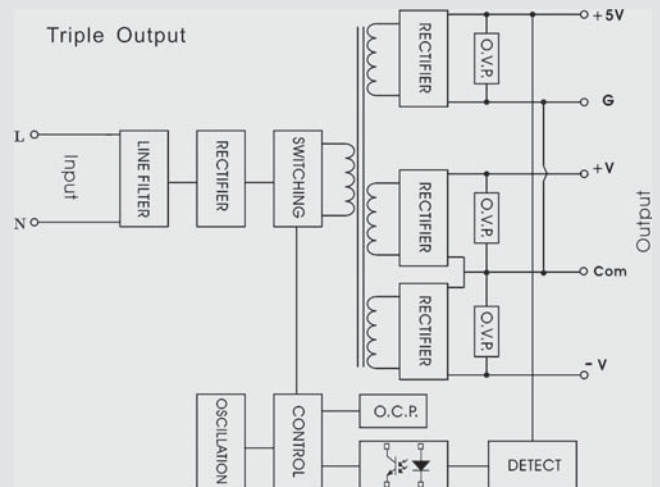 Triple Output
+5V
RECTIFIER
O.V.P.
G
L
LINE FILTER
RECTIFIER
SWITCHING
Input
N
+V
RECTIFIER
O.V.P.
Output
Com
RECTIFIER
O.V.P.
- V
OSCILLATION
CONTROL
O.C.P.
DETECT